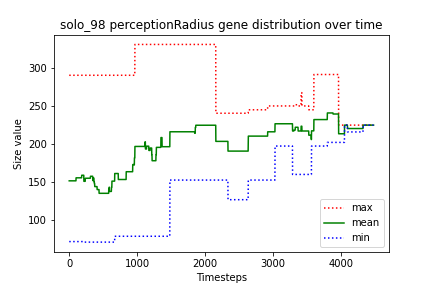 solo_98 perceptionRadius gene distribution over time
Size value
300
250
200
150
100
0
1000
2000
3000
4000
Timesteps
max
mean
min